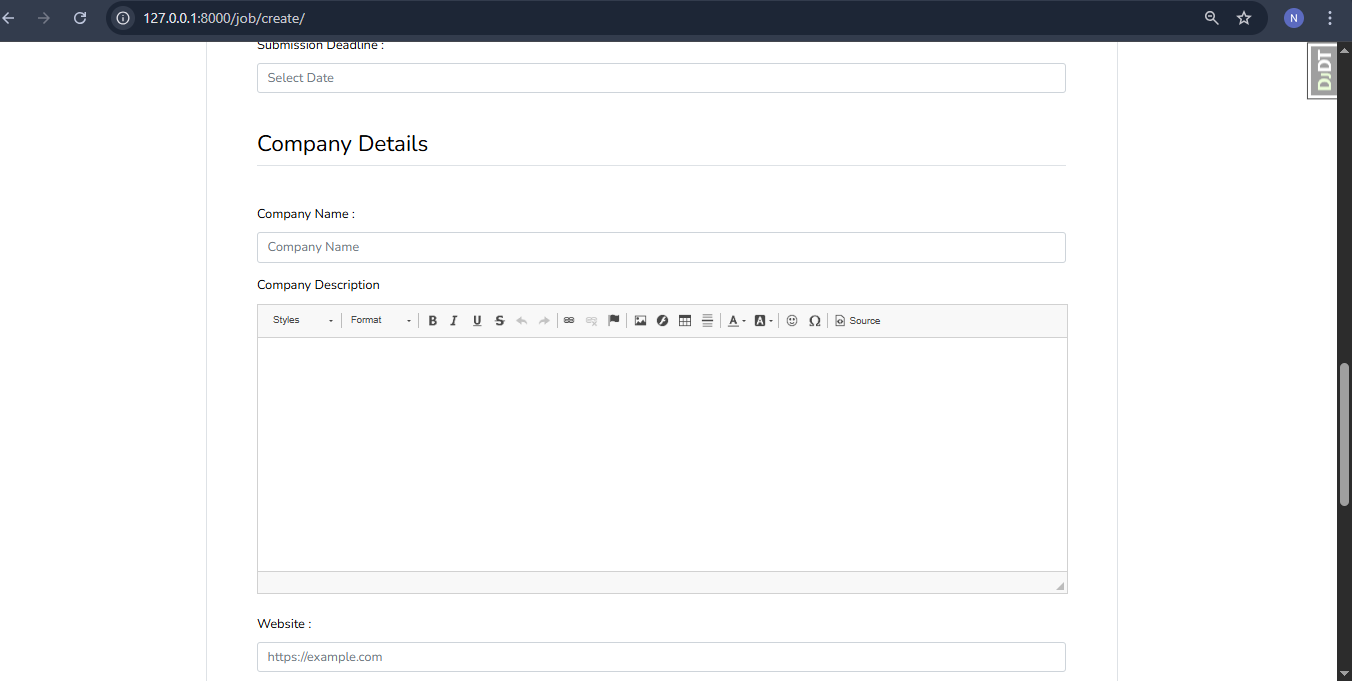 127.0.0.1:8000/job/create/
N
DJDT
Submission Deadline :
Select Date
Company Details
Company Name :
Company Name
Company Description
Styles Format B I U S A A Ω Source
Website :
https://example.com